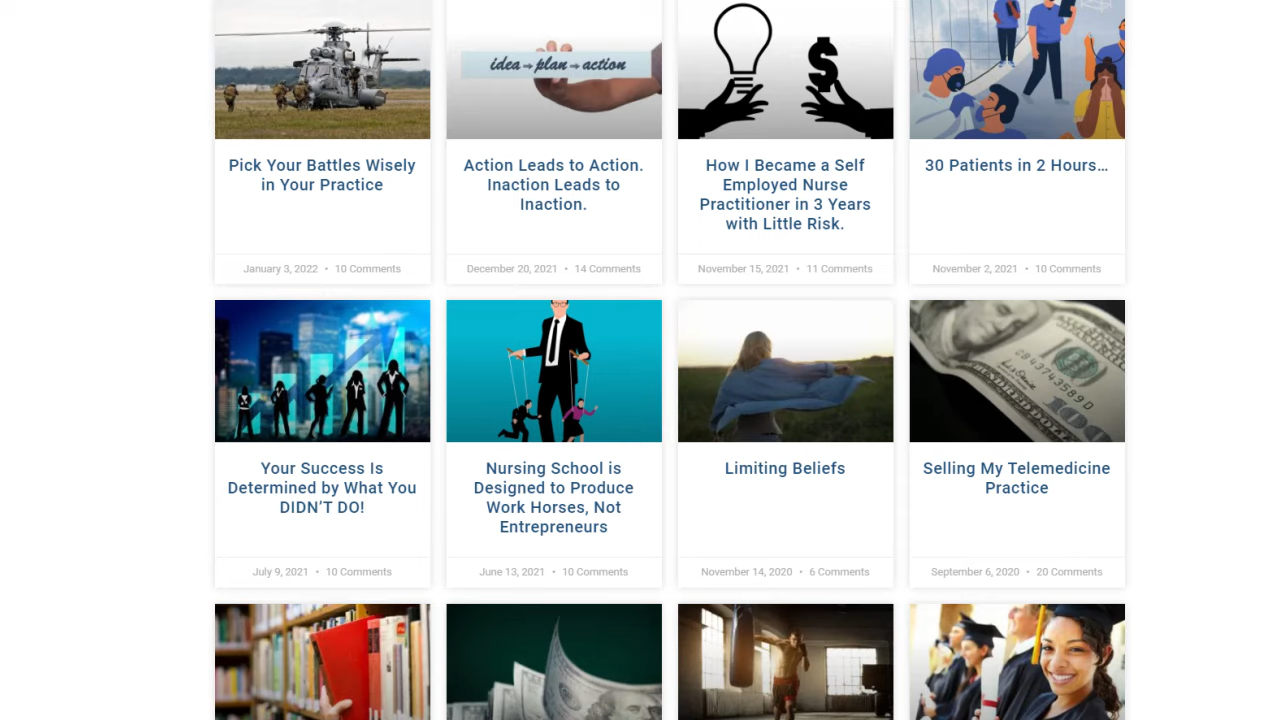 idea→plan→action
Pick Your Battles Wisely
in Your Practice
January 3, 2022 • 10 Comments
Action Leads to Action.
Inaction Leads to
Inaction.
December 20, 2021 • 14 Comments
How I Became a Self
Employed Nurse
Practitioner in 3 Years
with Little Risk.
November 15, 2021 • 11 Comments
30 Patients in 2 Hours...
November 2, 2021 • 10 Comments
Your Success Is
Determined by What You
DIDN'T DO!
July 9, 2021 • 10 Comments
Nursing School is
Designed to Produce
Work Horses, Not
Entrepreneurs
June 13, 2021 • 10 Comments
Limiting Beliefs
November 14, 2020 • 6 Comments
CB43743589D
100
Selling My Telemedicine
Practice
September 6, 2020 • 20 Comments